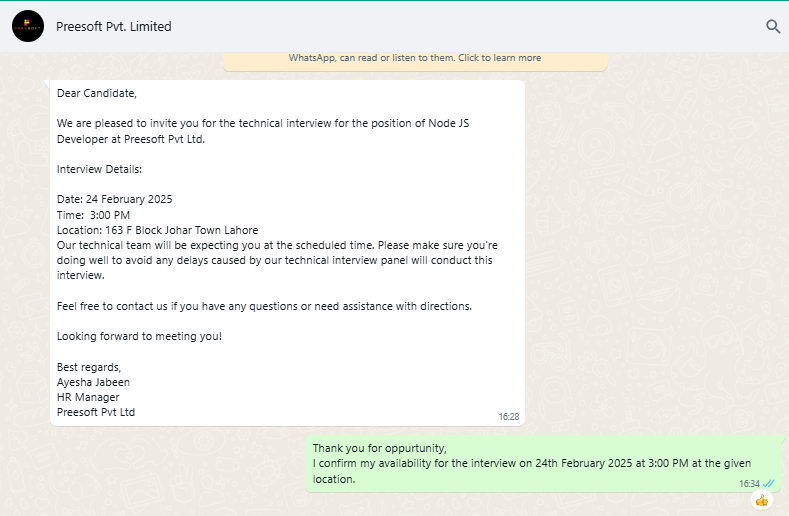 Preesoft Pvt. Limited
WhatsApp, can read or listen to them. Click to learn more
Dear Candidate,
We are pleased to invite you for the technical interview for the position of Node JS
Developer at Preesoft Pvt Ltd.
Interview Details:
Date: 24 February 2025
Time:  3:00 PM
Location: 163 F Block Johar Town Lahore
Our technical team will be expecting you at the scheduled time. Please make sure you're
doing well to avoid any delays caused by our technical interview panel will conduct this
interview.
Feel free to contact us if you have any questions or need assistance with directions.
Looking forward to meeting you!
Best regards,
Ayesha Jabeen
HR Manager
Preesoft Pvt Ltd
16:28
Thank you for oppurtunity,
I confirm my availability for the interview on 24th February 2025 at 3:00 PM at the given
location.
16:34